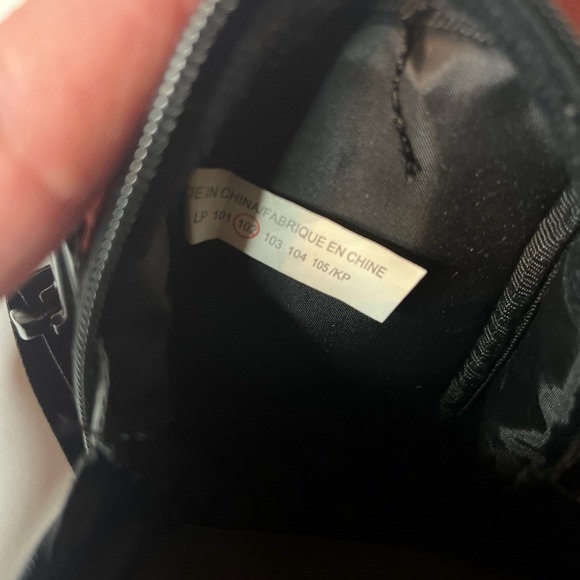 DE IN CHINA/FABRIQUE EN CHINE
LP 101 102 103 104 105/KP